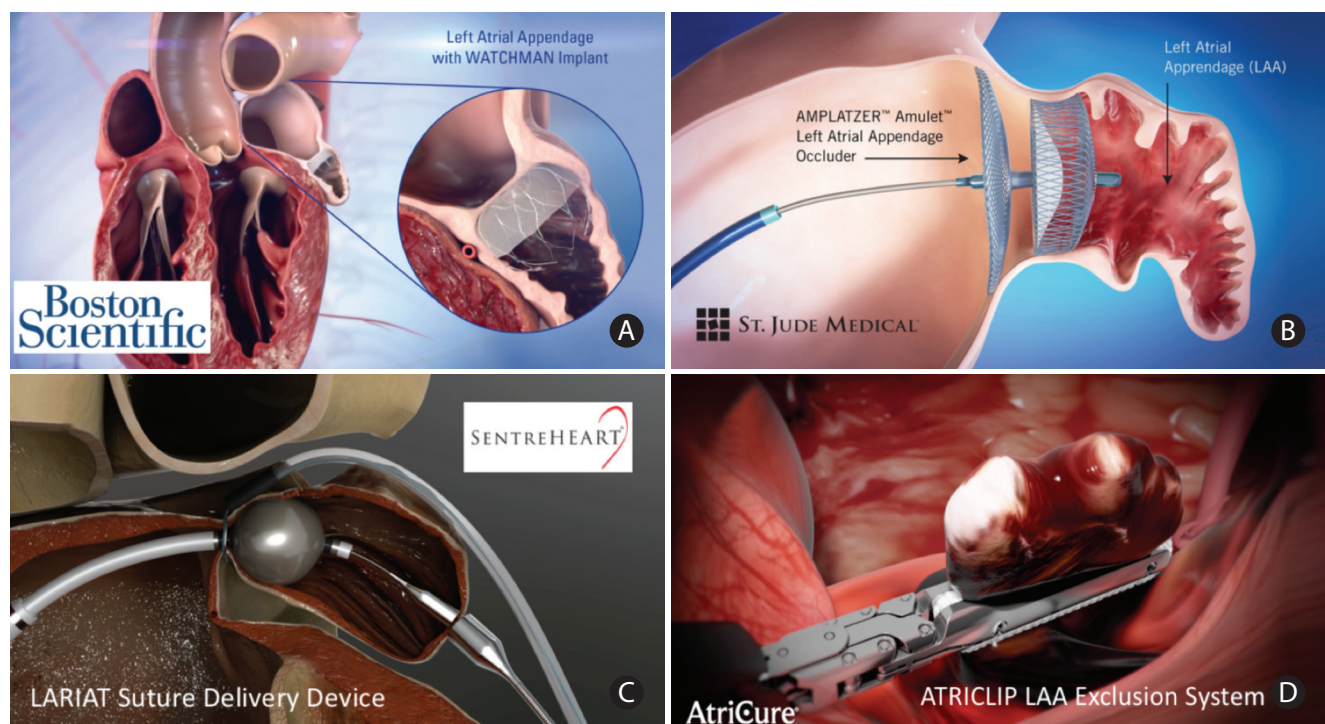 Left Atrial Appendage
with WATCHMAN Implant
Boston
Scientific
A
Left Atrial
Apprendage (LAA)
AMPLATZER™ Amulet™
Left Atrial Appendage
Occluder
ST. JUDE MEDICAL
B
SENTREHEART
LARIAT Suture Delivery Device
C
ATRICLIP LAA Exclusion System
D
AtriCure